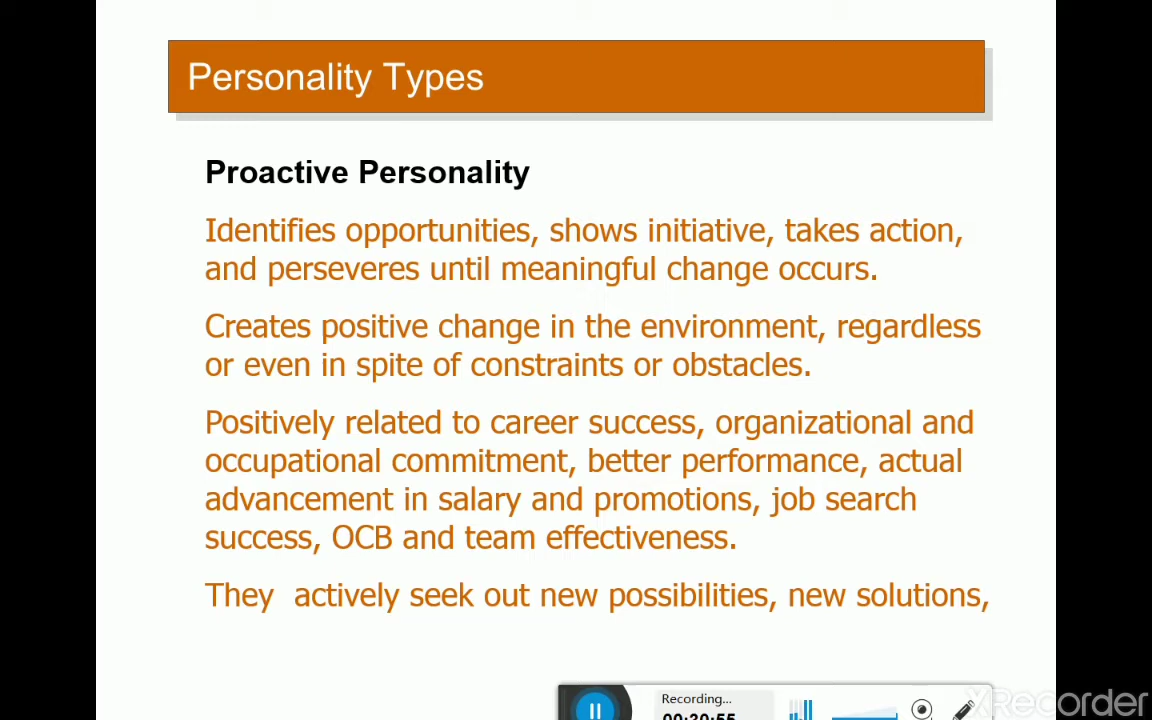 Personality Types
Proactive Personality
Identifies opportunities, shows initiative, takes action,
and perseveres until meaningful change occurs.
Creates positive change in the environment, regardless
or even in spite of constraints or obstacles.
Positively related to career success, organizational and
occupational commitment, better performance, actual
advancement in salary and promotions, job search
success, OCB and team effectiveness.
They  actively seek out new possibilities, new solutions,
Recording...
00:30:55
XRecorder